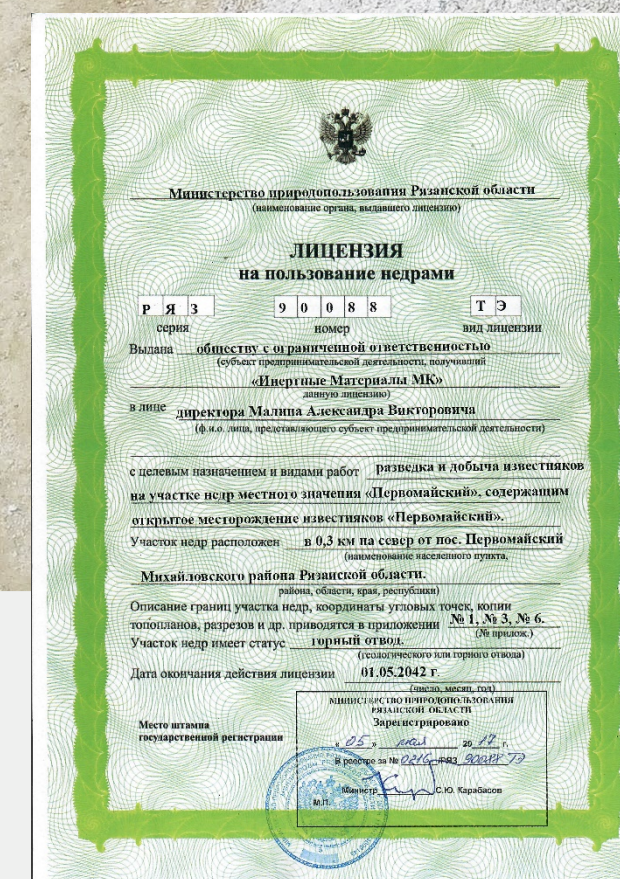 Министерство природопользования Рязанской области
(наименование органа, выдавшего лицензию)
ЛИЦЕНЗИЯ
на пользование недрами
Р Я З 9 0 0 8 8 Т Э
серия номер вид лицензии
Выдана обществу с ограниченной ответственностью
(субъект предпринимательской деятельности, получивший
«Инертные Материалы МК»
данную лицензию)
в лице директора Малина Александра Викторовича
(ф.и.о. лица, представляющего субъект предпринимательской деятельности)
с целевым назначением и видами работ разведка и добыча известняков
на участке недр местного значения «Первомайский», содержащим
открытое месторождение известняков «Первомайский».
Участок недр расположен в 0,3 км на север от пос. Первомайский
(наименование населенного пункта,
Михайловского района Рязанской области.
района, области, края, республики)
Описание границ участка недр, координаты угловых точек, копии
топопланов, разрезов и др. приводятся в приложении № 1, № 3, № 6.
(№ прилож.)
Участок недр имеет статус горный отвод.
(геологического или горного отвода)
Дата окончания действия лицензии 01.05.2042 г.
(число, месяц, год)
Место штампа
государственной регистрации
МИНИСТЕРСТВО ПРИРОДОПОЛЬЗОВАНИЯ
РЯЗАНСКОЙ ОБЛАСТИ
Зарегистрировано
« 05 » мая 20 17 г.
В реестре за № 0216 РЯЗ 90088 ТЭ
Министр С.Ю. Карабасов
М.П.